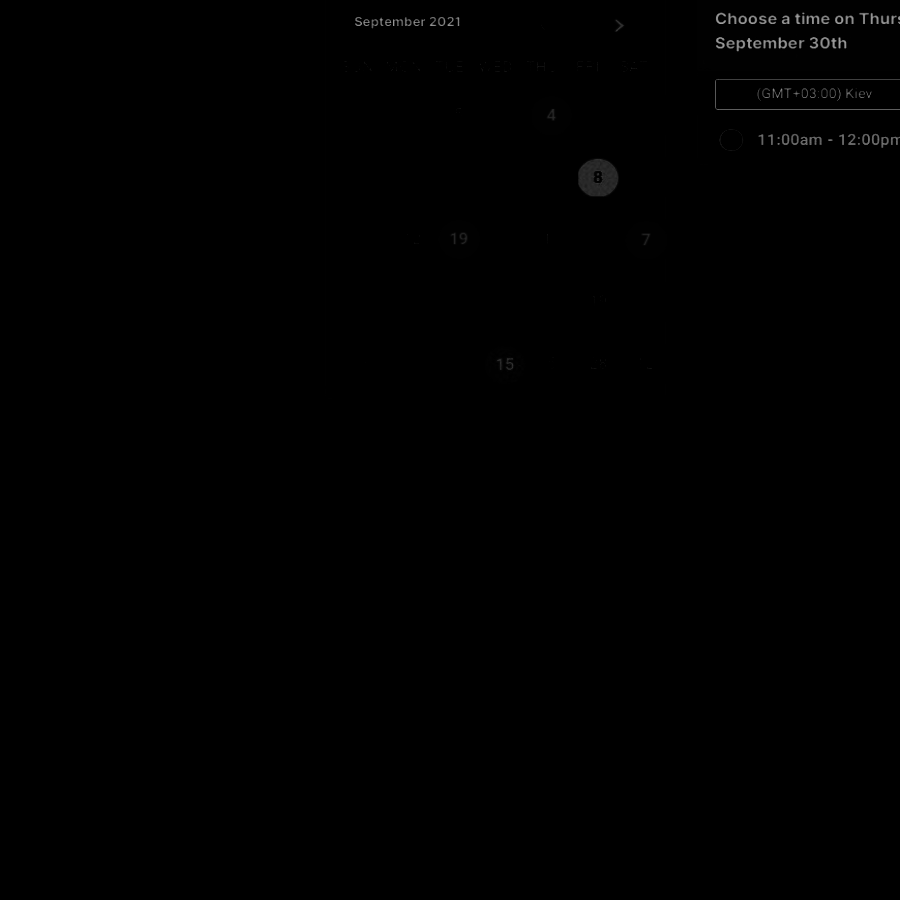 September 2021
SUN MON TUE WED THU FRI SAT
4
8
19
7
15
Choose a time on Thurs
September 30th
(GMT+03:00) Kiev
11:00am - 12:00pm